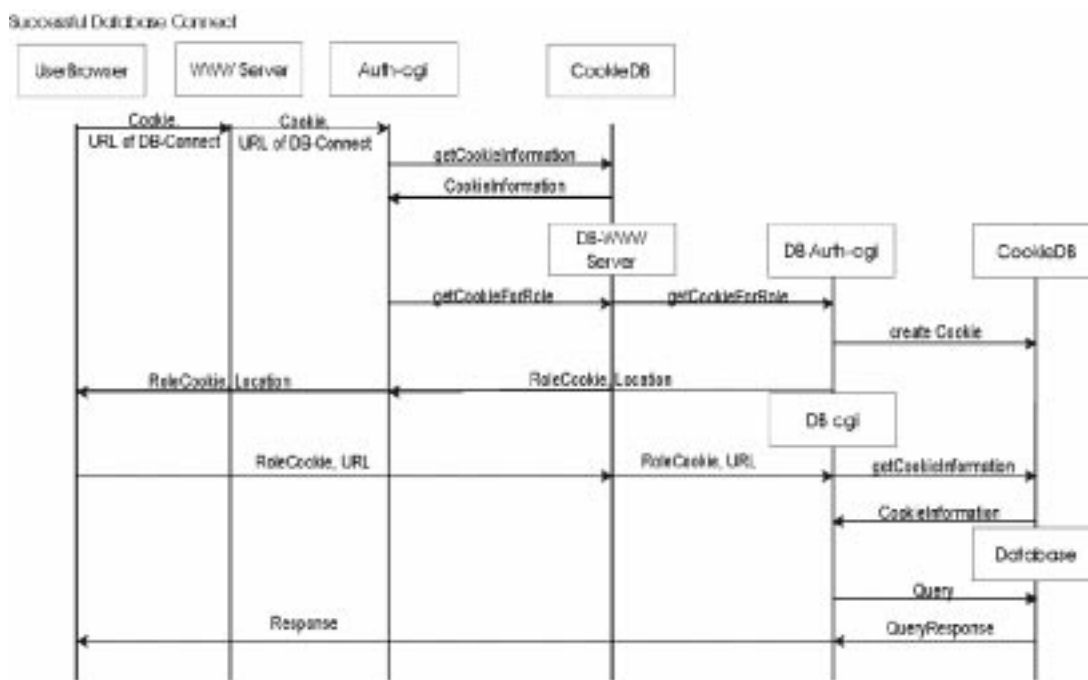 Successful Database Connect
UserBrowser
WWW Server
Auth-cgi
CookieDB
Cookie,
URL of DB-Connect
Cookie,
URL of DB-Connect
getCookieInformation
CookieInformation
DB-WWW
Server
DB-Auth-cgi
CookieDB
getCookieForRole
getCookieForRole
create Cookie
RoleCookie, Location
RoleCookie, Location
DB cgi
RoleCookie, URL
RoleCookie, URL
getCookieInformation
CookieInformation
Database
Query
Response
QueryResponse